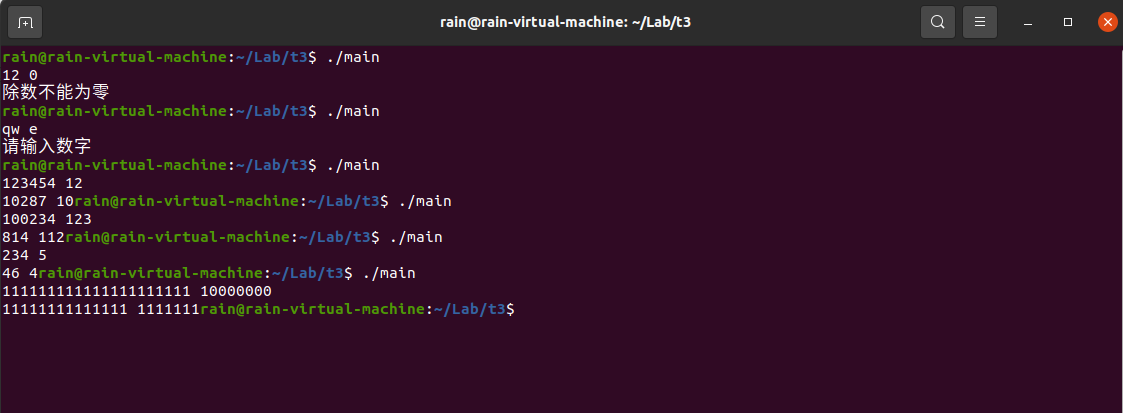 rain@rain-virtual-machine: ~/Lab/t3
rain@rain-virtual-machine:~/Lab/t3$ ./main
12 0
除数不能为零
rain@rain-virtual-machine:~/Lab/t3$ ./main
qw e
请输入数字
rain@rain-virtual-machine:~/Lab/t3$ ./main
123454 12
10287 10rain@rain-virtual-machine:~/Lab/t3$ ./main
100234 123
814 112rain@rain-virtual-machine:~/Lab/t3$ ./main
234 5
46 4rain@rain-virtual-machine:~/Lab/t3$ ./main
111111111111111111111 10000000
11111111111111 1111111rain@rain-virtual-machine:~/Lab/t3$